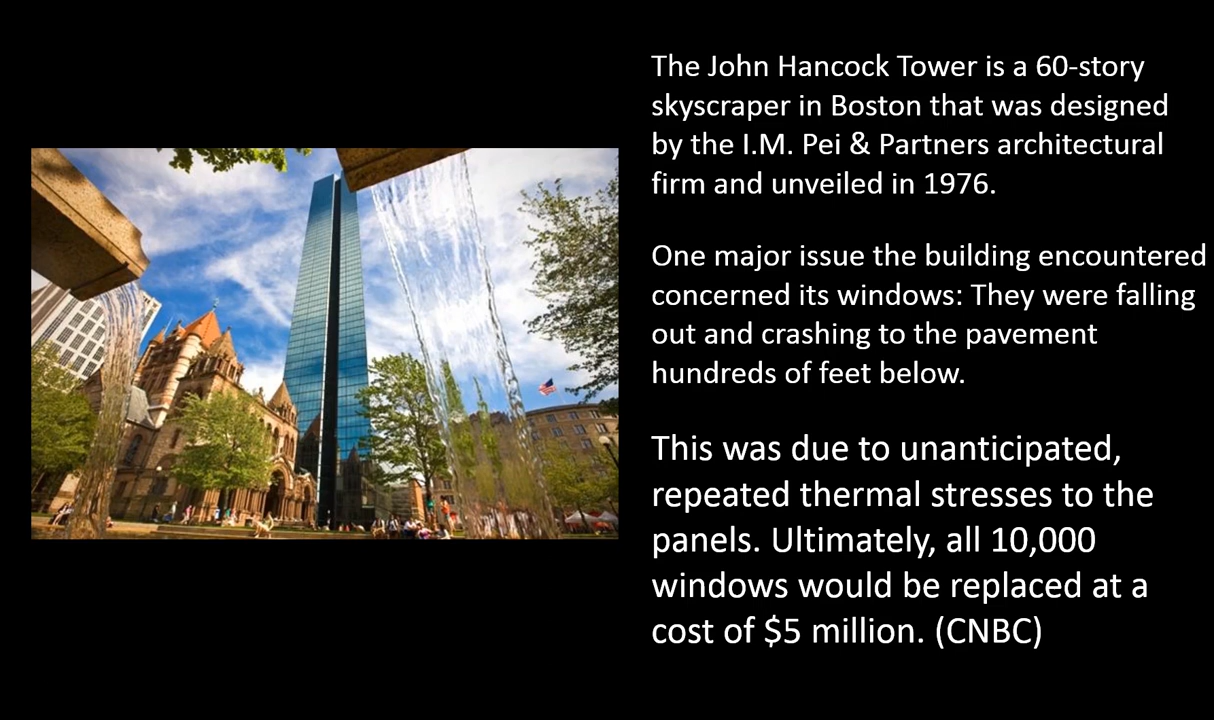 The John Hancock Tower is a 60-story
skyscraper in Boston that was designed
by the I.M. Pei & Partners architectural
firm and unveiled in 1976.
One major issue the building encountered
concerned its windows: They were falling
out and crashing to the pavement
hundreds of feet below.
This was due to unanticipated,
repeated thermal stresses to the
panels. Ultimately, all 10,000
windows would be replaced at a
cost of $5 million. (CNBC)